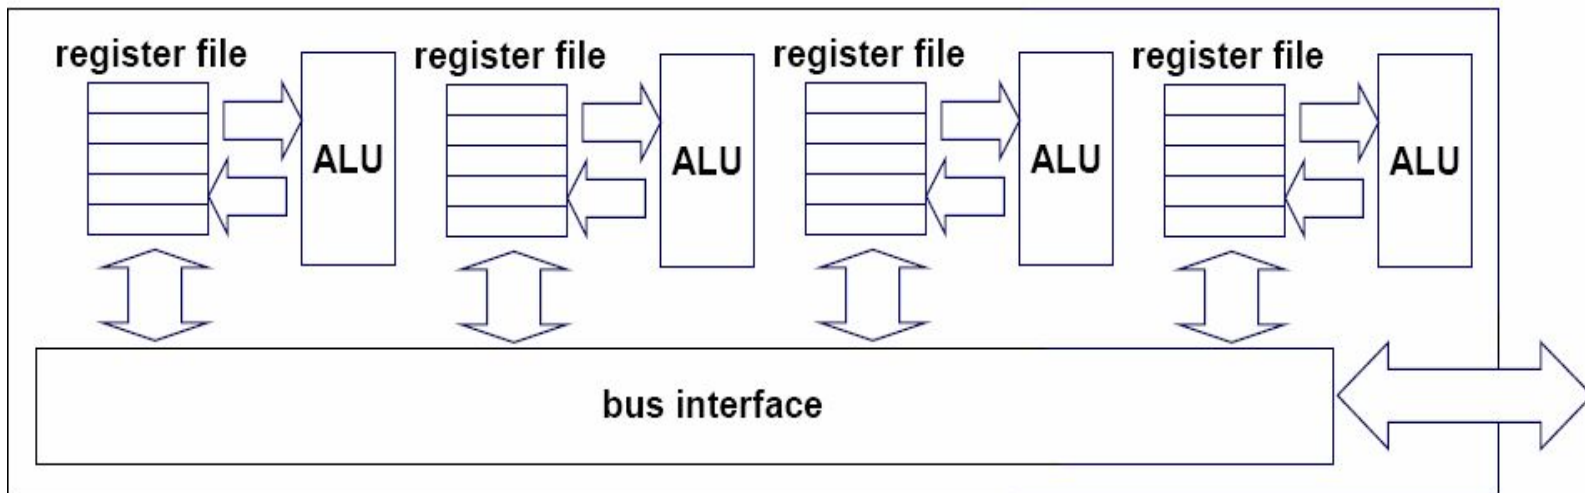 register file
register file
register file
register file
ALU
ALU
ALU
ALU
bus interface